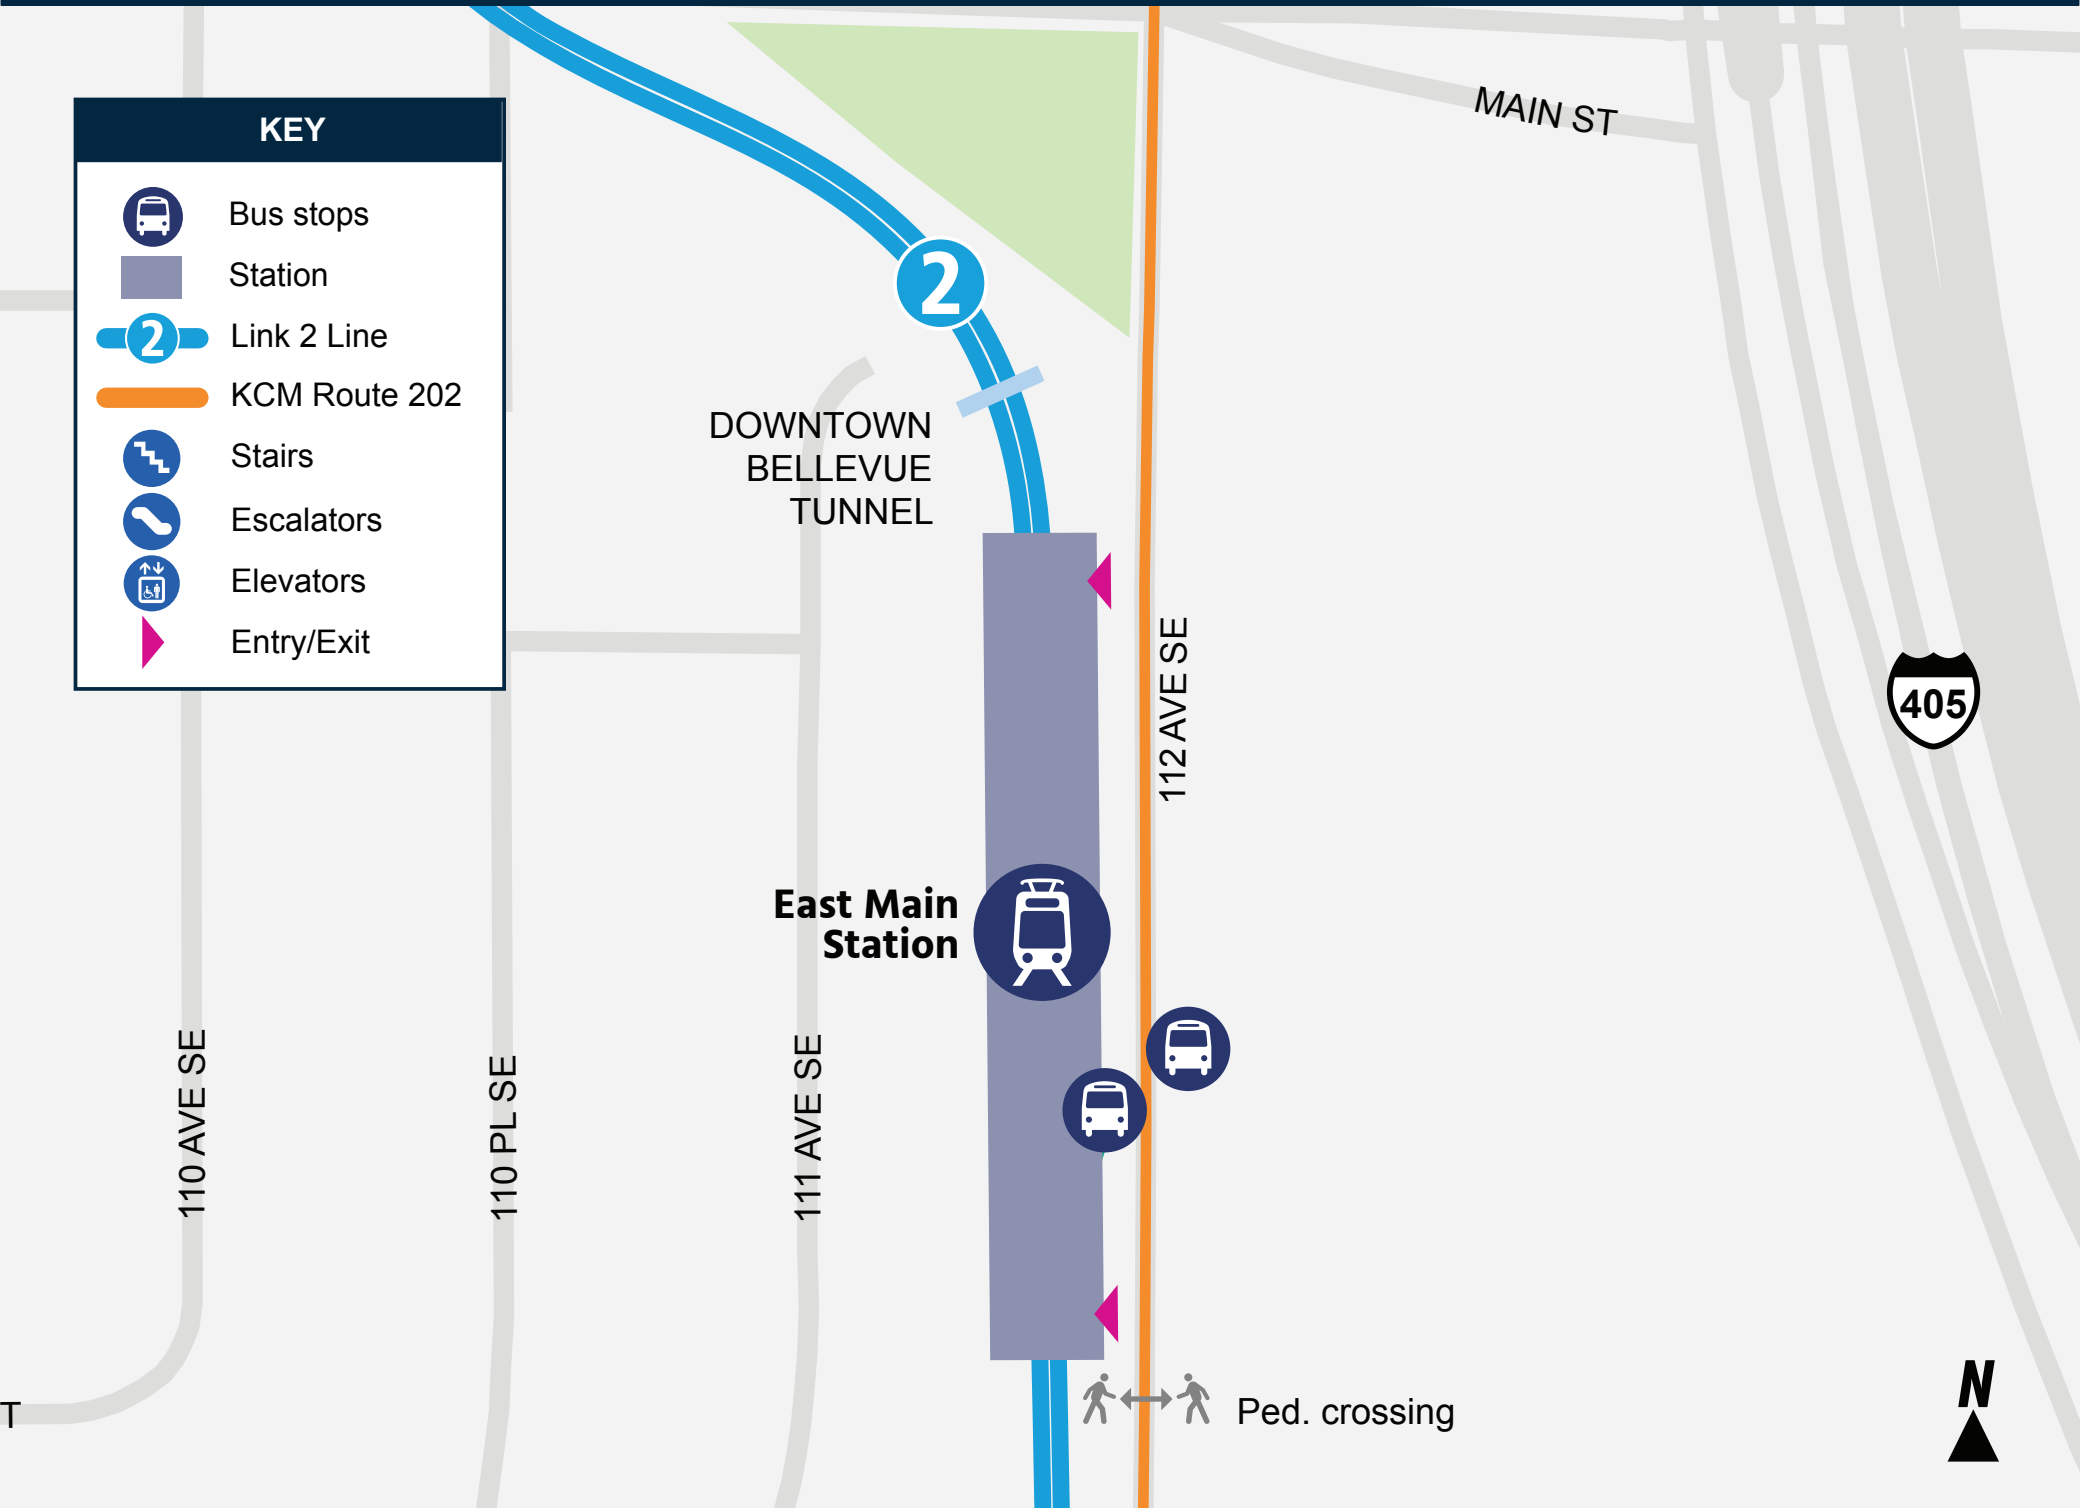 MAIN ST
KEY
Bus stops
Station
2
Link 2 Line
KCM Route 202
Stairs
Escalators
Elevators
Entry/Exit
2
DOWNTOWN
BELLEVUE
TUNNEL
112 AVE SE
405
East Main
Station
110 AVE SE
110 PL SE
111 AVE SE
T
Ped. crossing
N